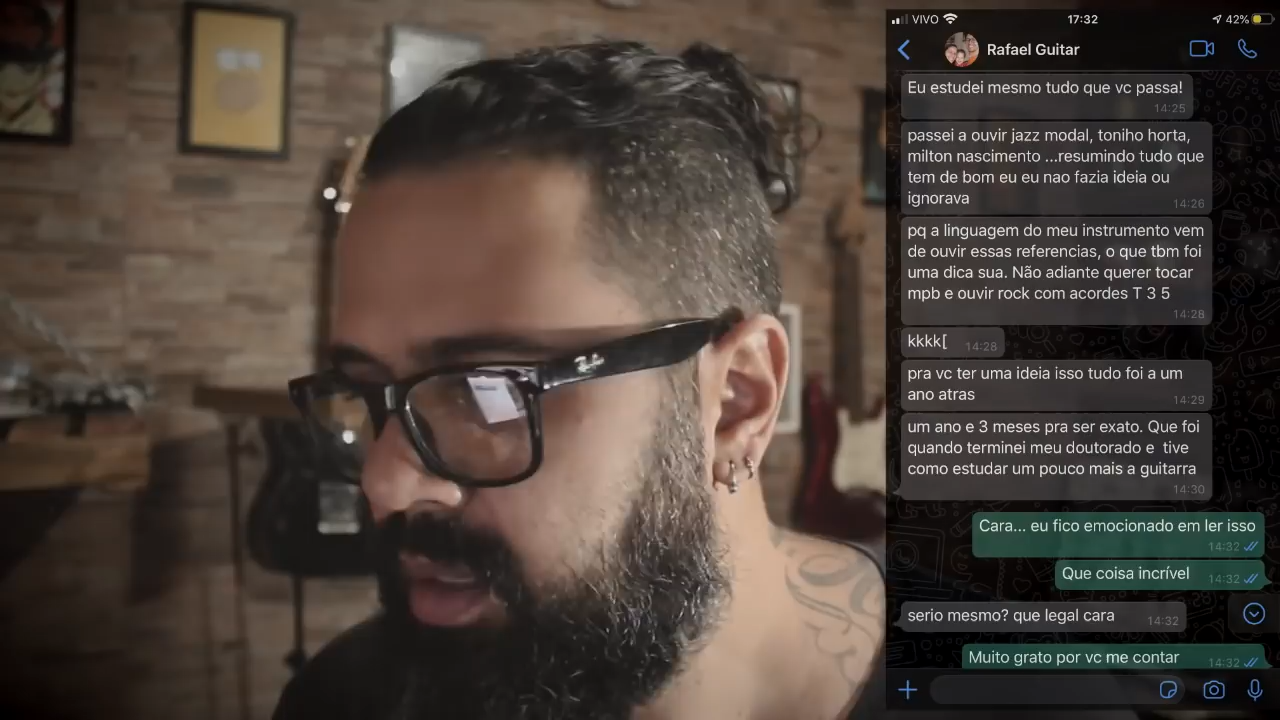 VIVO
17:32
42%
Rafael Guitar
Eu estudei mesmo tudo que vc passa!
14:25
passei a ouvir jazz modal, toniho horta,
milton nascimento ...resumindo tudo que
tem de bom eu eu nao fazia ideia ou
ignorava
14:26
pq a linguagem do meu instrumento vem
de ouvir essas referencias, o que tbm foi
uma dica sua. Não adiante querer tocar
mpb e ouvir rock com acordes T 3 5
14:28
kkkk[
14:28
pra vc ter uma ideia isso tudo foi a um
ano atras
14:29
um ano e 3 meses pra ser exato. Que foi
quando terminei meu doutorado e tive
como estudar um pouco mais a guitarra
14:30
Cara... eu fico emocionado em ler isso
14:32
Que coisa incrível
14:32
serio mesmo? que legal cara
14:32
Muito grato por vc me contar
14:32
Ray-Ban